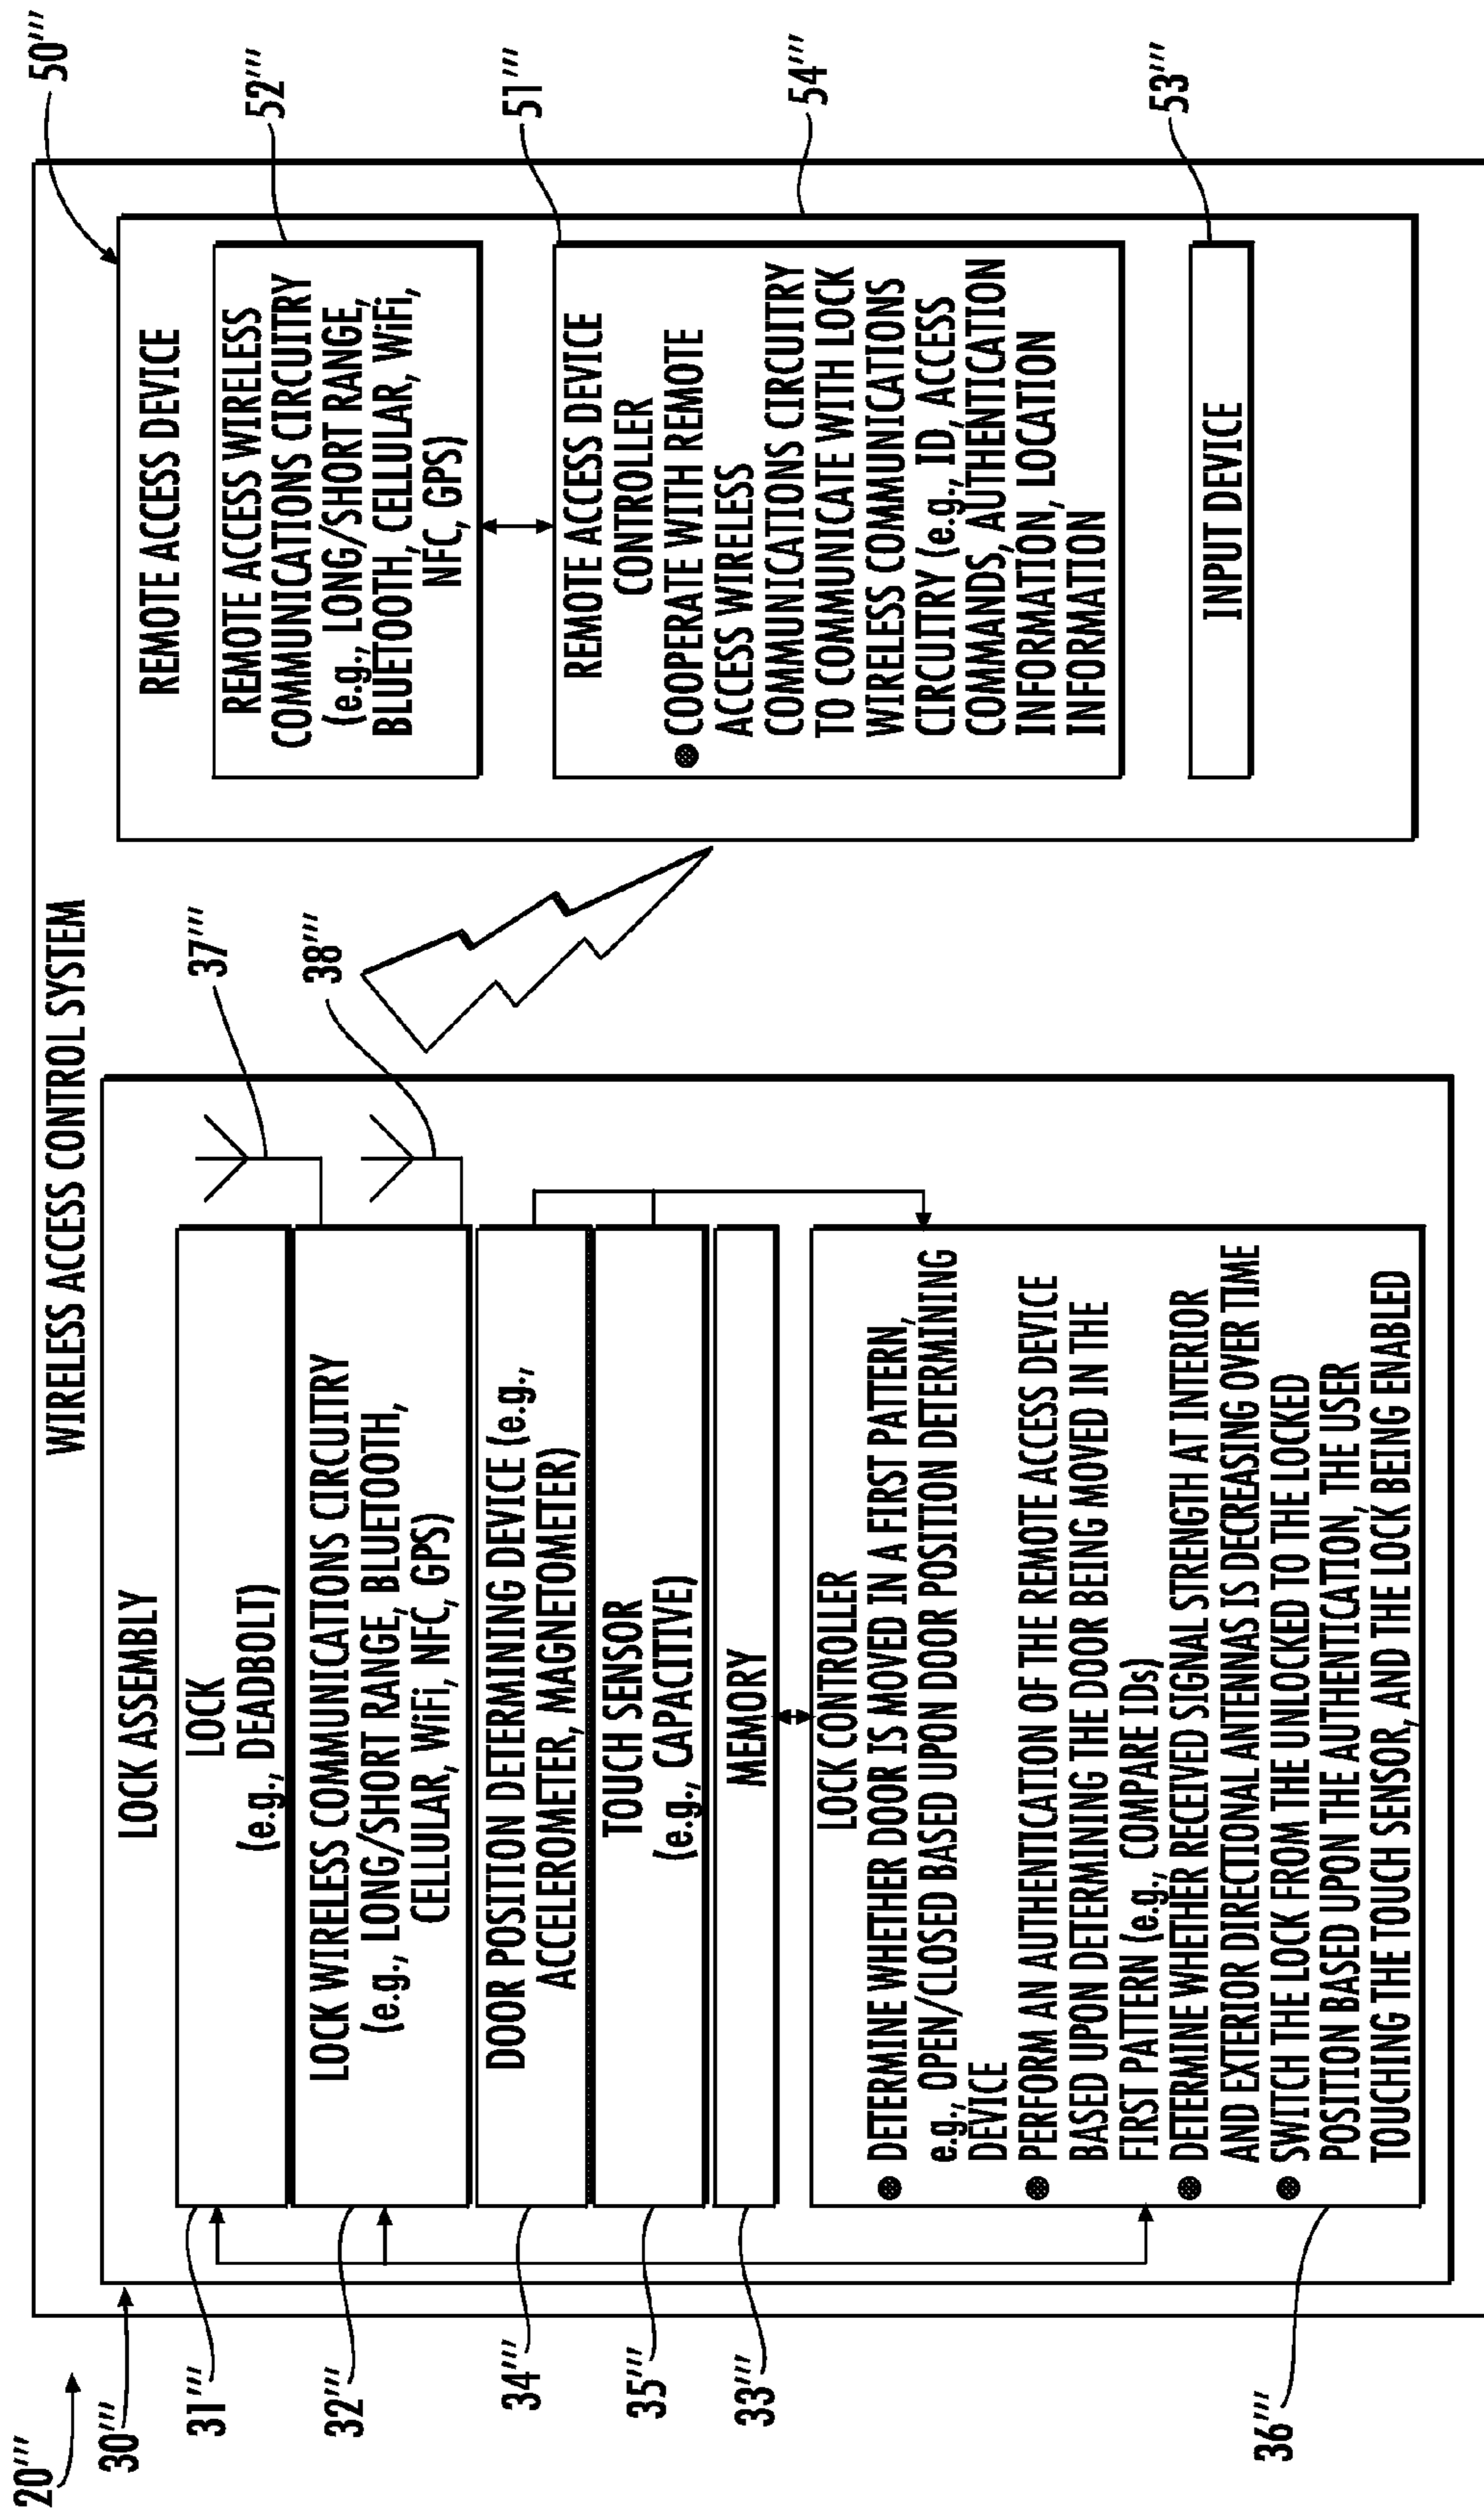 WIRELESS ACCESS CONTROL SYSTEM
20'''
30'''
LOCK ASSEMBLY
31'''
LOCK
(e.g., DEADBOLT)
32'''
LOCK WIRELESS COMMUNICATIONS CIRCUITRY
(e.g., LONG/SHORT RANGE, BLUETOOTH,
CELLULAR, WiFi, NFC, GPS)
34'''
DOOR POSITION DETERMINING DEVICE (e.g.,
ACCELEROMETER, MAGNETOMETER)
35'''
TOUCH SENSOR
(e.g., CAPACITIVE)
33'''
MEMORY
36'''
LOCK CONTROLLER
● DETERMINE WHETHER DOOR IS MOVED IN A FIRST PATTERN,
e.g., OPEN/CLOSED BASED UPON DOOR POSITION DETERMINING
DEVICE
● PERFORM AN AUTHENTICATION OF THE REMOTE ACCESS DEVICE
BASED UPON DETERMINING THE DOOR BEING MOVED IN THE
FIRST PATTERN (e.g., COMPARE IDs)
● DETERMINE WHETHER RECEIVED SIGNAL STRENGTH AT INTERIOR
AND EXTERIOR DIRECTIONAL ANTENNAS IS DECREASING OVER TIME
● SWITCH THE LOCK FROM THE UNLOCKED TO THE LOCKED
POSITION BASED UPON THE AUTHENTICATION, THE USER
TOUCHING THE TOUCH SENSOR, AND THE LOCK BEING ENABLED
37'''
38'''
50'''
REMOTE ACCESS DEVICE
52'''
REMOTE ACCESS WIRELESS
COMMUNICATIONS CIRCUITRY
(e.g., LONG/SHORT RANGE,
BLUETOOTH, CELLULAR, WiFi,
NFC, GPS)
51'''
REMOTE ACCESS DEVICE
CONTROLLER
● COOPERATE WITH REMOTE
ACCESS WIRELESS
COMMUNICATIONS CIRCUITRY
TO COMMUNICATE WITH LOCK
WIRELESS COMMUNICATIONS
CIRCUITRY (e.g., ID, ACCESS
COMMANDS, AUTHENTICATION
INFORMATION, LOCATION
INFORMATION
54'''
53'''
INPUT DEVICE